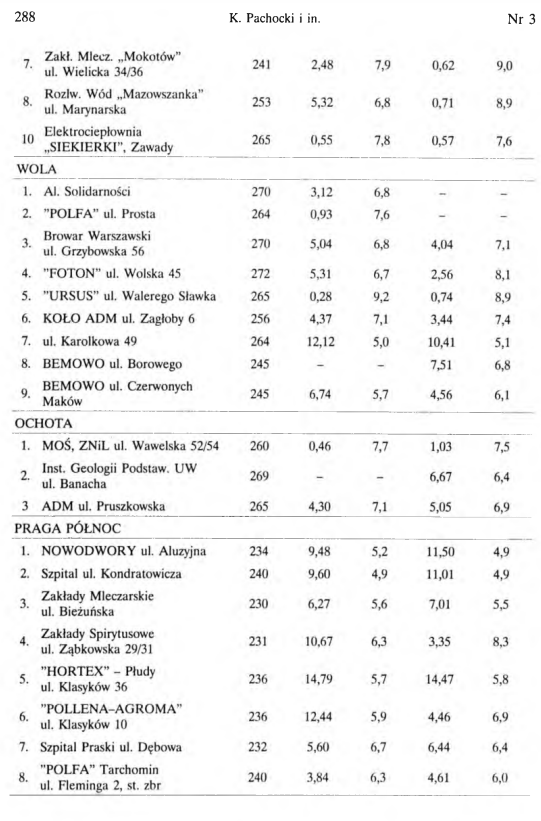 288 K. Pachocki i in. Nr 3
7. Zakł. Mlecz. „Mokotów” 241 2,48 7,9 0,62 9,0
ul. Wielicka 34/36
8. Rozlw. Wód „Mazowszanka” 253 5,32 6,8 0,71 8,9
ul. Marynarska
10 Elektrociepłownia 265 0,55 7,8 0,57 7,6
„SIEKIERKI”, Zawady
WOLA
1. Al. Solidarności 270 3,12 6,8 – –
2. ”POLFA” ul. Prosta 264 0,93 7,6 – –
3. Browar Warszawski 270 5,04 6,8 4,04 7,1
ul. Grzybowska 56
4. ”FOTON” ul. Wolska 45 272 5,31 6,7 2,56 8,1
5. ”URSUS” ul. Walerego Sławka 265 0,28 9,2 0,74 8,9
6. KOŁO ADM ul. Zagłoby 6 256 4,37 7,1 3,44 7,4
7. ul. Karolkowa 49 264 12,12 5,0 10,41 5,1
8. BEMOWO ul. Borowego 245 – – 7,51 6,8
9. BEMOWO ul. Czerwonych 245 6,74 5,7 4,56 6,1
Maków
OCHOTA
1. MOŚ, ZNiL ul. Wawelska 52/54 260 0,46 7,7 1,03 7,5
2. Inst. Geologii Podstaw. UW 269 – – 6,67 6,4
ul. Banacha
3 ADM ul. Pruszkowska 265 4,30 7,1 5,05 6,9
PRAGA PÓŁNOC
1. NOWODWORY ul. Aluzyjna 234 9,48 5,2 11,50 4,9
2. Szpital ul. Kondratowicza 240 9,60 4,9 11,01 4,9
3. Zakłady Mleczarskie 230 6,27 5,6 7,01 5,5
ul. Bieżuńska
4. Zakłady Spirytusowe 231 10,67 6,3 3,35 8,3
ul. Ząbkowska 29/31
5. ”HORTEX” – Płudy 236 14,79 5,7 14,47 5,8
ul. Klasyków 36
6. ”POLLENA–AGROMA” 236 12,44 5,9 4,46 6,9
ul. Klasyków 10
7. Szpital Praski ul. Dębowa 232 5,60 6,7 6,44 6,4
8. ”POLFA” Tarchomin 240 3,84 6,3 4,61 6,0
ul. Fleminga 2, st. zbr